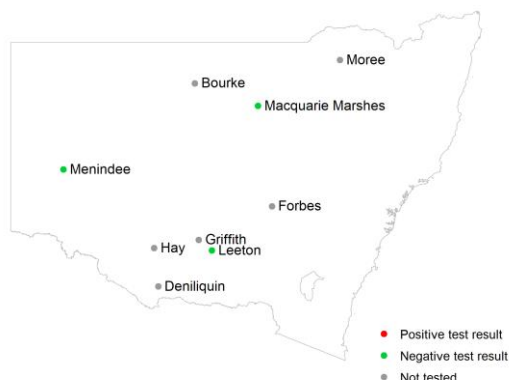 Moree
Bourke
Macquarie Marshes
Menindee
Forbes
Griffith
Hay
Leeton
Deniliquin
Positive test result
Negative test result
Not tested